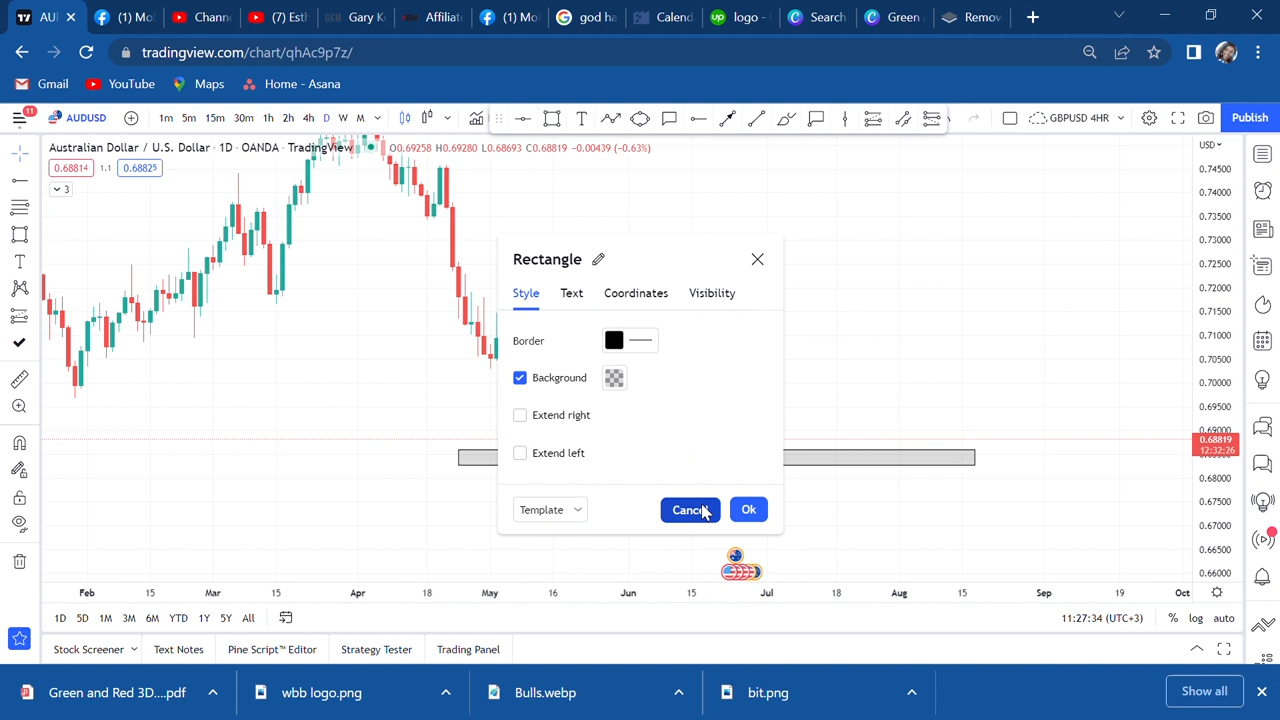 AU
(1) Mo
Chann
(7) Est
Gary K
Affilia
(1) Mo
god ha
Calend
logo -
Search
Green
Remov
tradingview.com/chart/qhAc9p7z/
Gmail
YouTube
Maps
Home - Asana
11
AUDUSD
1m 5m 15m 30m 1h 2h 4h D W M
GBPUSD 4HR
Publish
Australian Dollar / U.S. Dollar · 1D · OANDA · TradingView
O0.69258 H0.69280 L0.68693 C0.68819 -0.00439 (-0.63%)
USD
0.68814 1.1 0.68825
3
0.74500
0.74000
0.73500
0.73000
0.72500
0.72000
0.71500
0.71000
0.70500
0.70000
0.69500
0.69000
0.68819
12:32:26
0.68000
0.67500
0.67000
0.66500
0.66000
Rectangle
Style Text Coordinates Visibility
Border
Background
Extend right
Extend left
Template
Cancel
Ok
Feb 15 Mar 15 Apr 18 May 16 Jun 15 Jul 18 Aug 15 Sep 19 Oct
1D 5D 1M 3M 6M YTD 1Y 5Y All
11:27:34 (UTC+3)
% log auto
Stock Screener
Text Notes
Pine Script™ Editor
Strategy Tester
Trading Panel
Green and Red 3D....pdf
wbb logo.png
Bulls.webp
bit.png
Show all